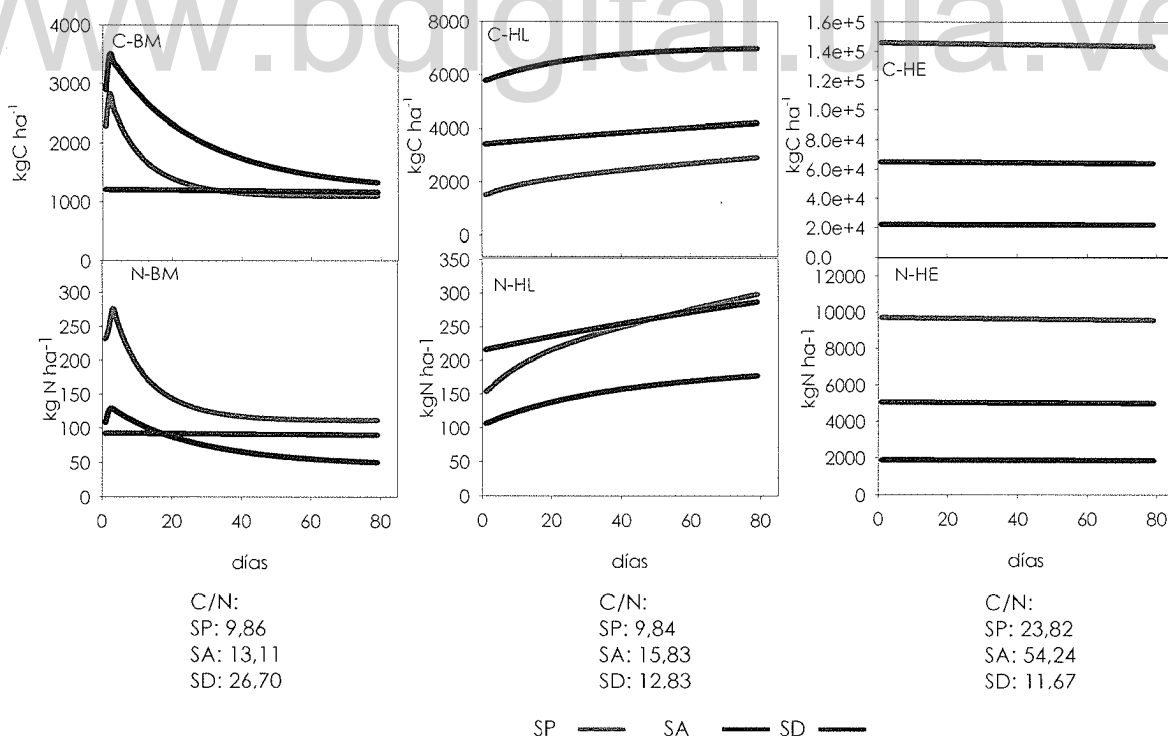 www.bdigital.ula.ve
C-BM
kgC ha-1
4000
3000
2000
1000
0
C-HL
kgC ha-1
8000
6000
4000
2000
0
C-HE
kgC ha-1
1.6e+5
1.4e+5
1.2e+5
1.0e+5
8.0e+4
6.0e+4
4.0e+4
2.0e+4
0.0
N-BM
kg N ha-1
300
250
200
150
100
50
0
0 20 40 60 80
días
N-HL
kgN ha-1
350
300
250
200
150
100
50
0
0 20 40 60 80
días
N-HE
kgN ha-1
12000
10000
8000
6000
4000
2000
0
0 20 40 60 80
días
C/N:
SP: 9,86
SA: 13,11
SD: 26,70
C/N:
SP: 9,84
SA: 15,83
SD: 12,83
C/N:
SP: 23,82
SA: 54,24
SD: 11,67
SP SA SD